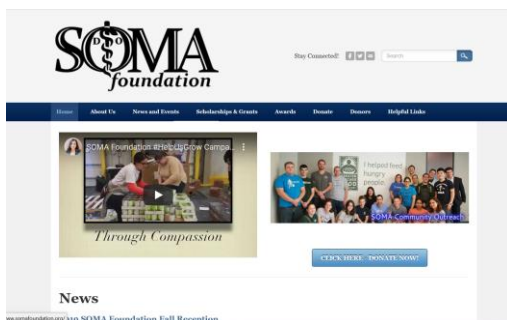 SOMA
D O
foundation
Stay Connected!
Search
Home About Us News and Events Scholarships & Grants Awards Donate Donors Helpful Links
SOMA Foundation #HelpUsGrow Campa...
Through Compassion
I helped feed
hungry
people.
SOMA Community Outreach
CLICK HERE - DONATE NOW!
News
SOMA Foundation Fall Reception